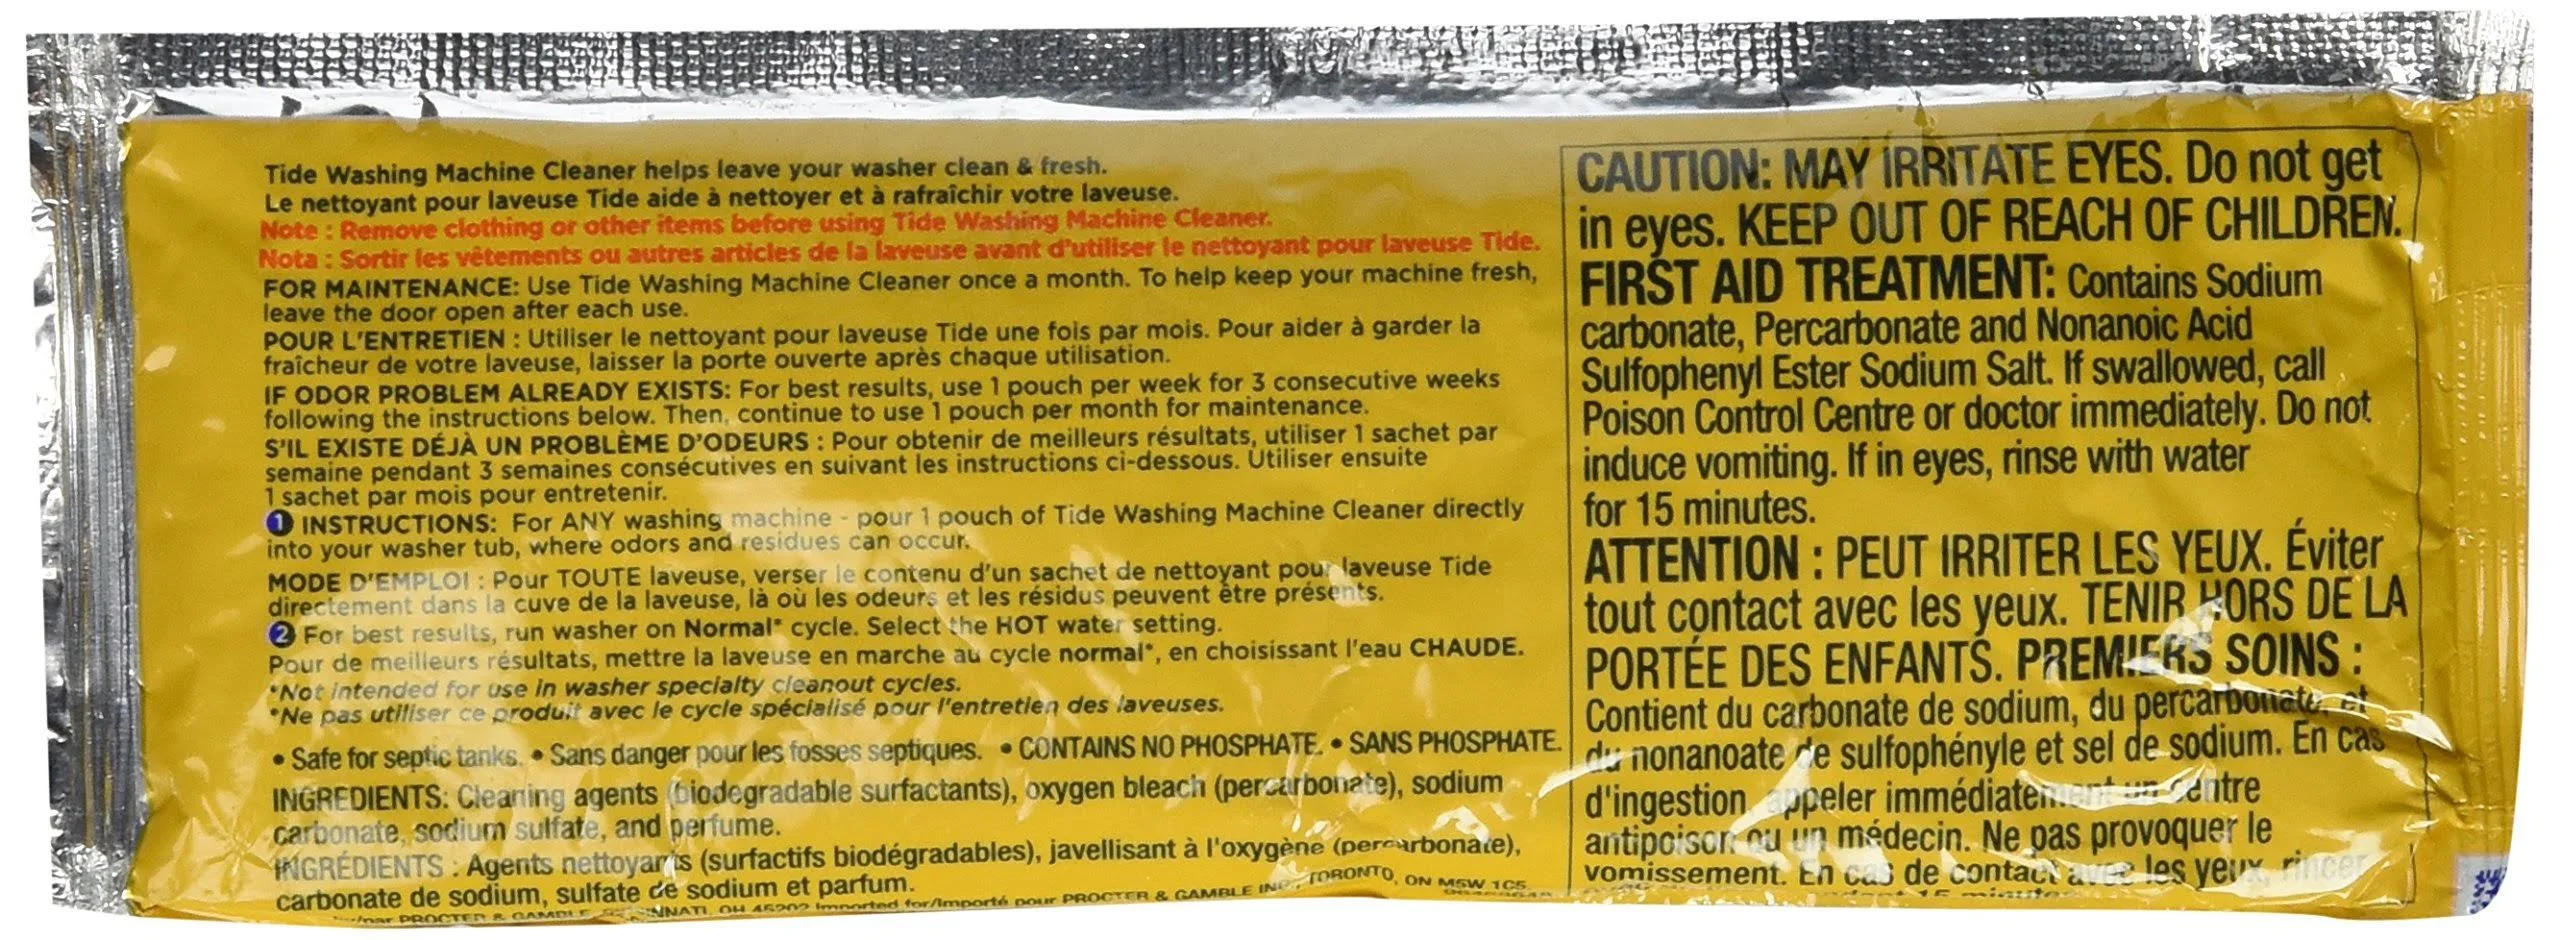 Tide Washing Machine Cleaner helps leave your washer clean & fresh.
Le nettoyant pour laveuse Tide aide à nettoyer et à rafraîchir votre laveuse.
Note : Remove clothing or other items before using Tide Washing Machine Cleaner.
Nota : Sortir les vêtements ou autres articles de la laveuse avant d'utiliser le nettoyant pour laveuse Tide.
FOR MAINTENANCE: Use Tide Washing Machine Cleaner once a month. To help keep your machine fresh,
leave the door open after each use.
POUR L'ENTRETIEN : Utiliser le nettoyant pour laveuse Tide une fois par mois. Pour aider à garder la
fraîcheur de votre laveuse, laisser la porte ouverte après chaque utilisation.
IF ODOR PROBLEM ALREADY EXISTS: For best results, use 1 pouch per week for 3 consecutive weeks
following the instructions below. Then, continue to use 1 pouch per month for maintenance.
S'IL EXISTE DÉJÀ UN PROBLÈME D'ODEURS : Pour obtenir de meilleurs résultats, utiliser 1 sachet par
semaine pendant 3 semaines consécutives en suivant les instructions ci-dessous. Utiliser ensuite
1 sachet par mois pour entretenir.
1 INSTRUCTIONS: For ANY washing machine - pour 1 pouch of Tide Washing Machine Cleaner directly
into your washer tub, where odors and residues can occur.
MODE D'EMPLOI : Pour TOUTE laveuse, verser le contenu d'un sachet de nettoyant pour laveuse Tide
directement dans la cuve de la laveuse, là où les odeurs et les résidus peuvent être présents.
2 For best results, run washer on Normal* cycle. Select the HOT water setting.
Pour de meilleurs résultats, mettre la laveuse en marche au cycle normal*, en choisissant l'eau CHAUDE.
*Not intended for use in washer specialty cleanout cycles.
*Ne pas utiliser ce produit avec le cycle spécialisé pour l'entretien des laveuses.
• Safe for septic tanks. • Sans danger pour les fosses septiques. • CONTAINS NO PHOSPHATE. • SANS PHOSPHATE.
INGREDIENTS: Cleaning agents (biodegradable surfactants), oxygen bleach (percarbonate), sodium
carbonate, sodium sulfate, and perfume.
INGRÉDIENTS : Agents nettoyants (surfactifs biodégradables), javellisant à l'oxygène (percarbonate),
carbonate de sodium, sulfate de sodium et parfum.
PROCTER & GAMBLE OH 45202 Imported for/Importé pour PROCTER & GAMBLE INC., TORONTO, ON M5W 1C5
CAUTION: MAY IRRITATE EYES. Do not get
in eyes. KEEP OUT OF REACH OF CHILDREN.
FIRST AID TREATMENT: Contains Sodium
carbonate, Percarbonate and Nonanoic Acid
Sulfophenyl Ester Sodium Salt. If swallowed, call
Poison Control Centre or doctor immediately. Do not
induce vomiting. If in eyes, rinse with water
for 15 minutes.
ATTENTION : PEUT IRRITER LES YEUX. Éviter
tout contact avec les yeux. TENIR HORS DE LA
PORTÉE DES ENFANTS. PREMIERS SOINS :
Contient du carbonate de sodium, du percarbonate et
du nonanoate de sulfophényle et sel de sodium. En cas
d'ingestion, appeler immédiatement un centre
antipoison ou un médecin. Ne pas provoquer le
vomissement. En cas de contact avec les yeux, rincer
15 minutes